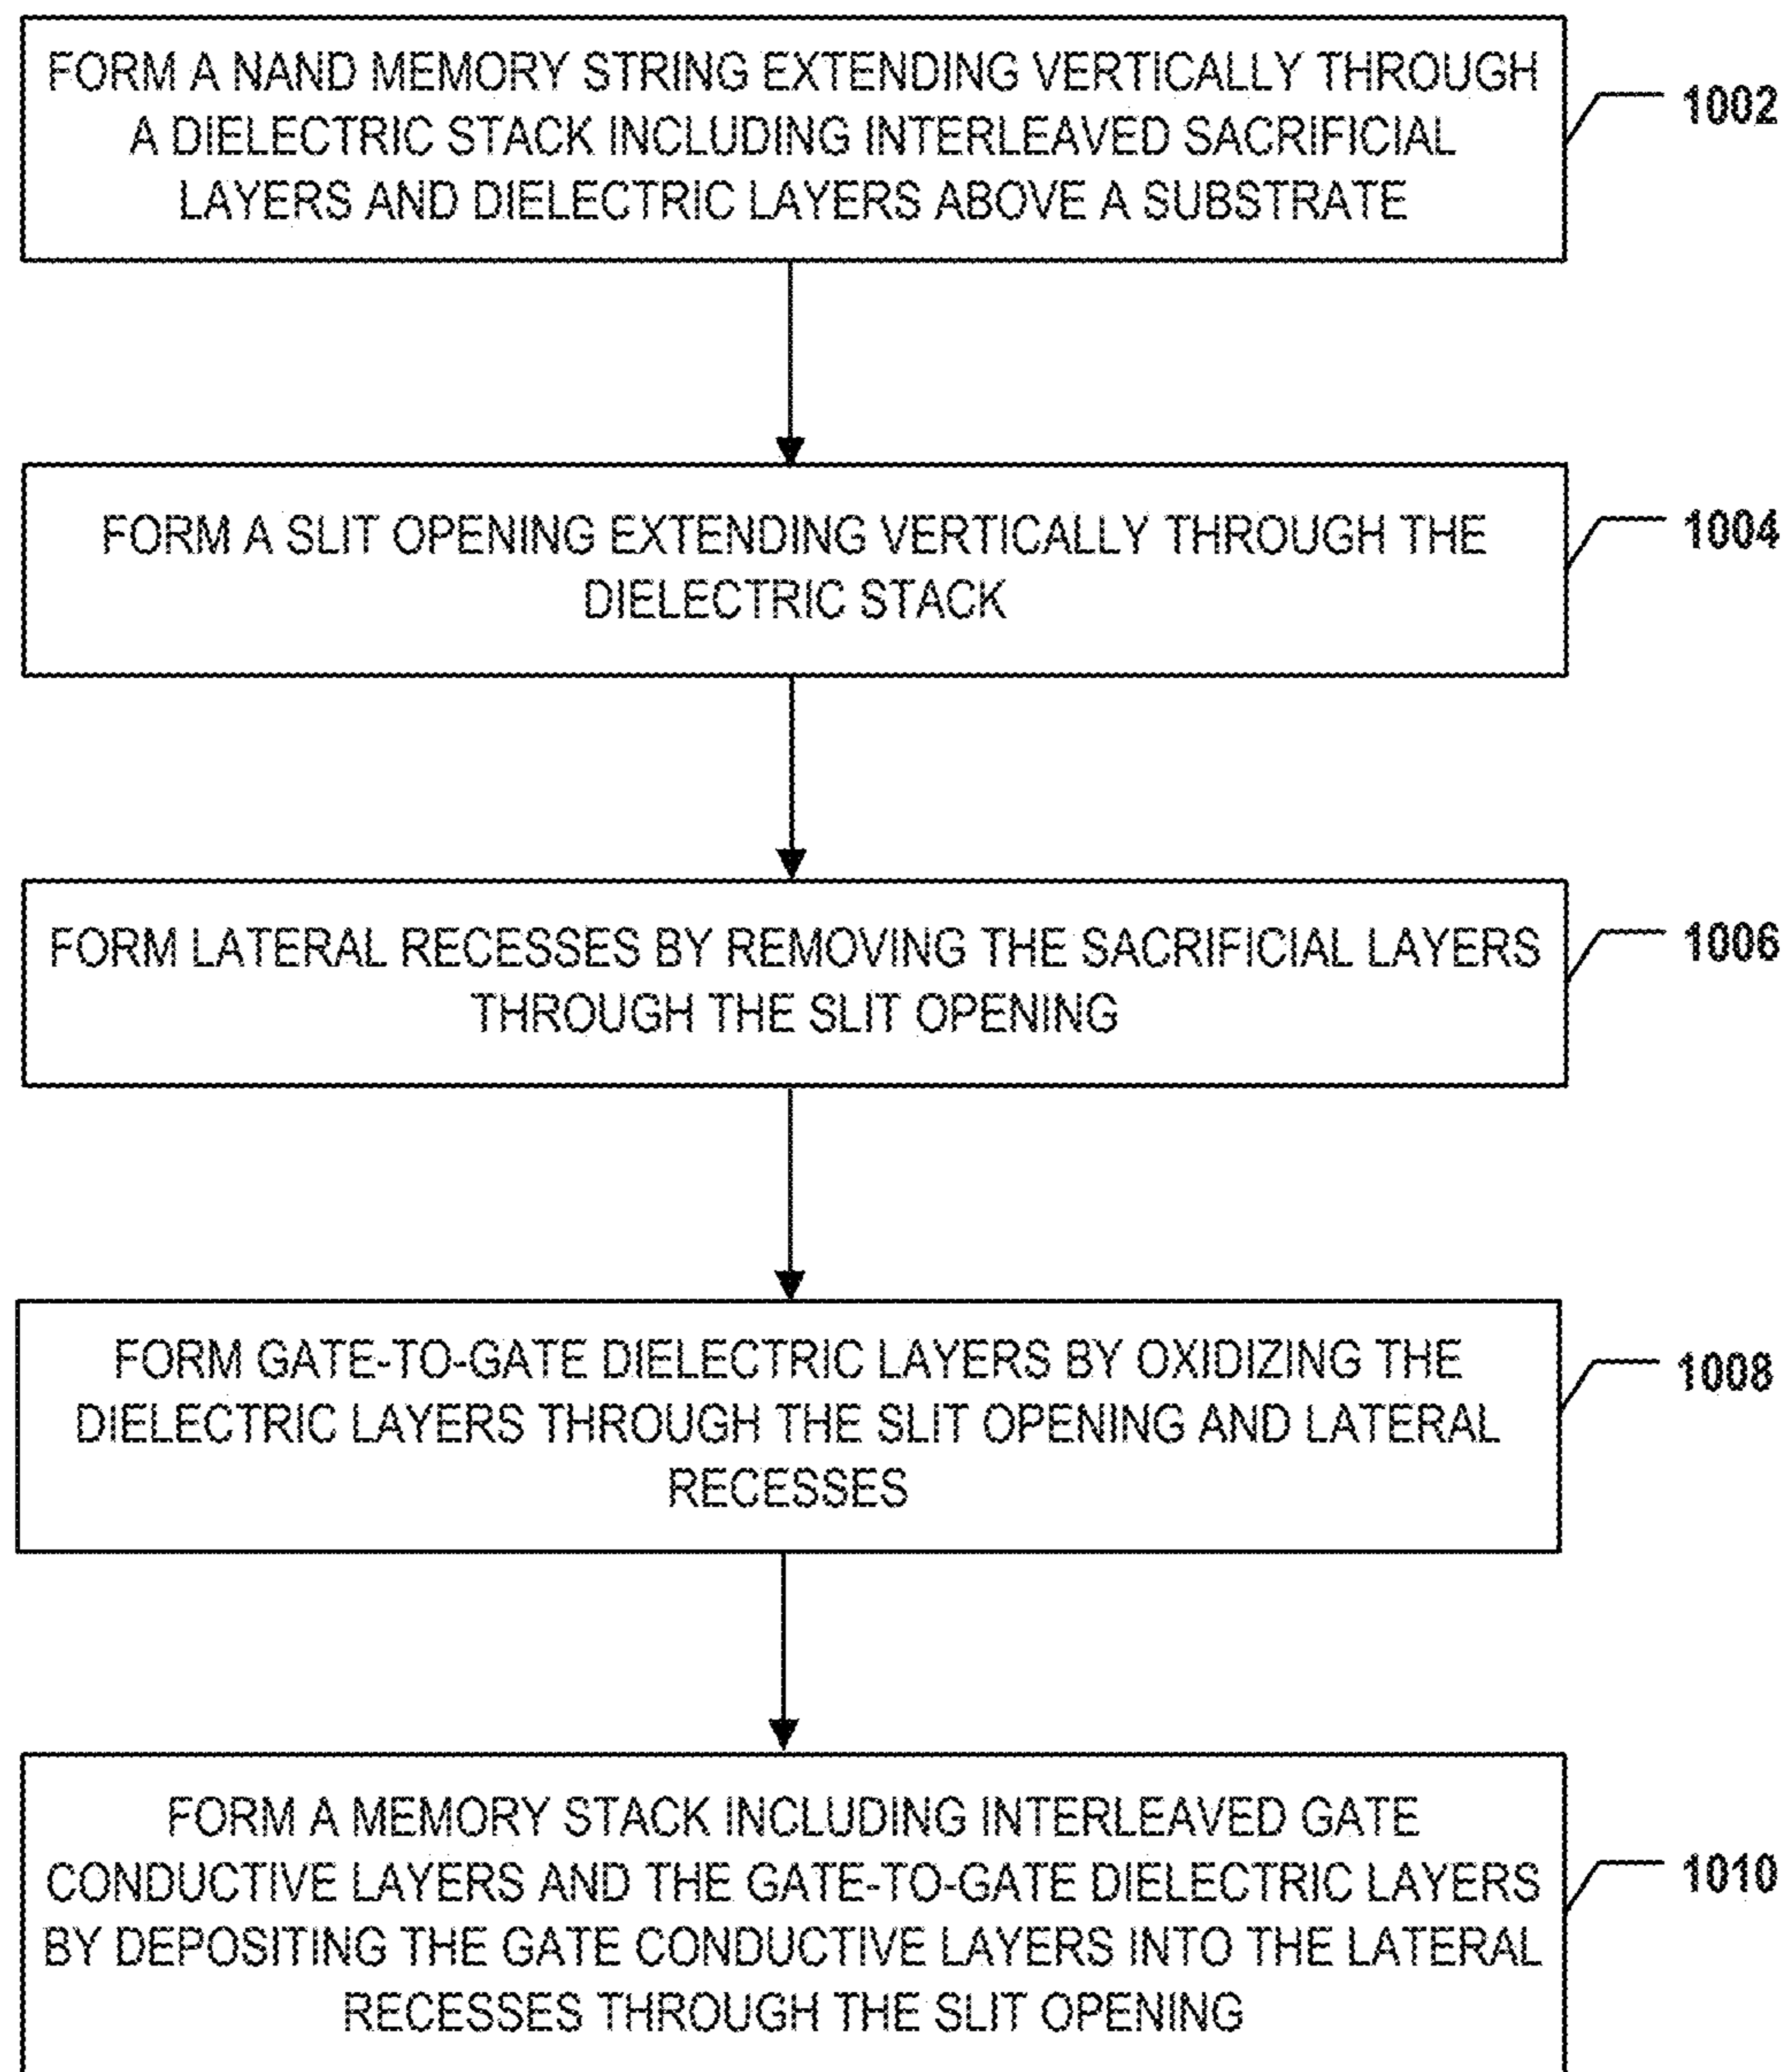 FORM A NAND MEMORY STRING EXTENDING VERTICALLY THROUGH
A DIELECTRIC STACK INCLUDING INTERLEAVED SACRIFICIAL
LAYERS AND DIELECTRIC LAYERS ABOVE A SUBSTRATE
1002
FORM A SLIT OPENING EXTENDING VERTICALLY THROUGH THE
DIELECTRIC STACK
1004
FORM LATERAL RECESSES BY REMOVING THE SACRIFICIAL LAYERS
THROUGH THE SLIT OPENING
1006
FORM GATE-TO-GATE DIELECTRIC LAYERS BY OXIDIZING THE
DIELECTRIC LAYERS THROUGH THE SLIT OPENING AND LATERAL
RECESSES
1008
FORM A MEMORY STACK INCLUDING INTERLEAVED GATE
CONDUCTIVE LAYERS AND THE GATE-TO-GATE DIELECTRIC LAYERS
BY DEPOSITING THE GATE CONDUCTIVE LAYERS INTO THE LATERAL
RECESSES THROUGH THE SLIT OPENING
1010